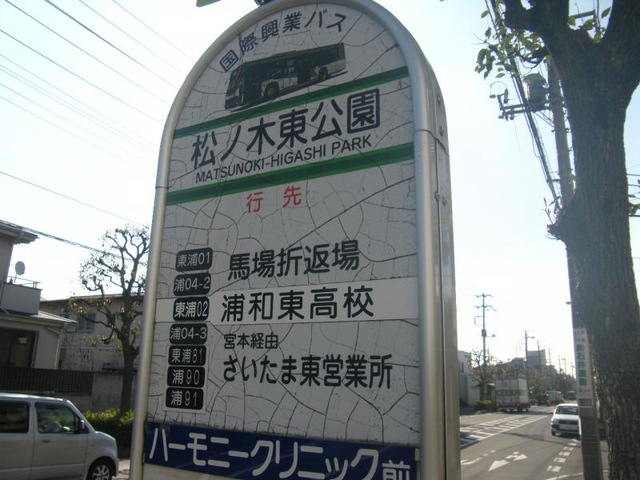 国際興業バス
松ノ木東公園
MATSUNOKI-HIGASHI PARK
行先
東浦01
馬場折返場
浦04-2
東浦02
浦和東高校
浦04-3
宮本経由
東浦81
さいたま東営業所
浦90
浦91
ハーモニークリニック前